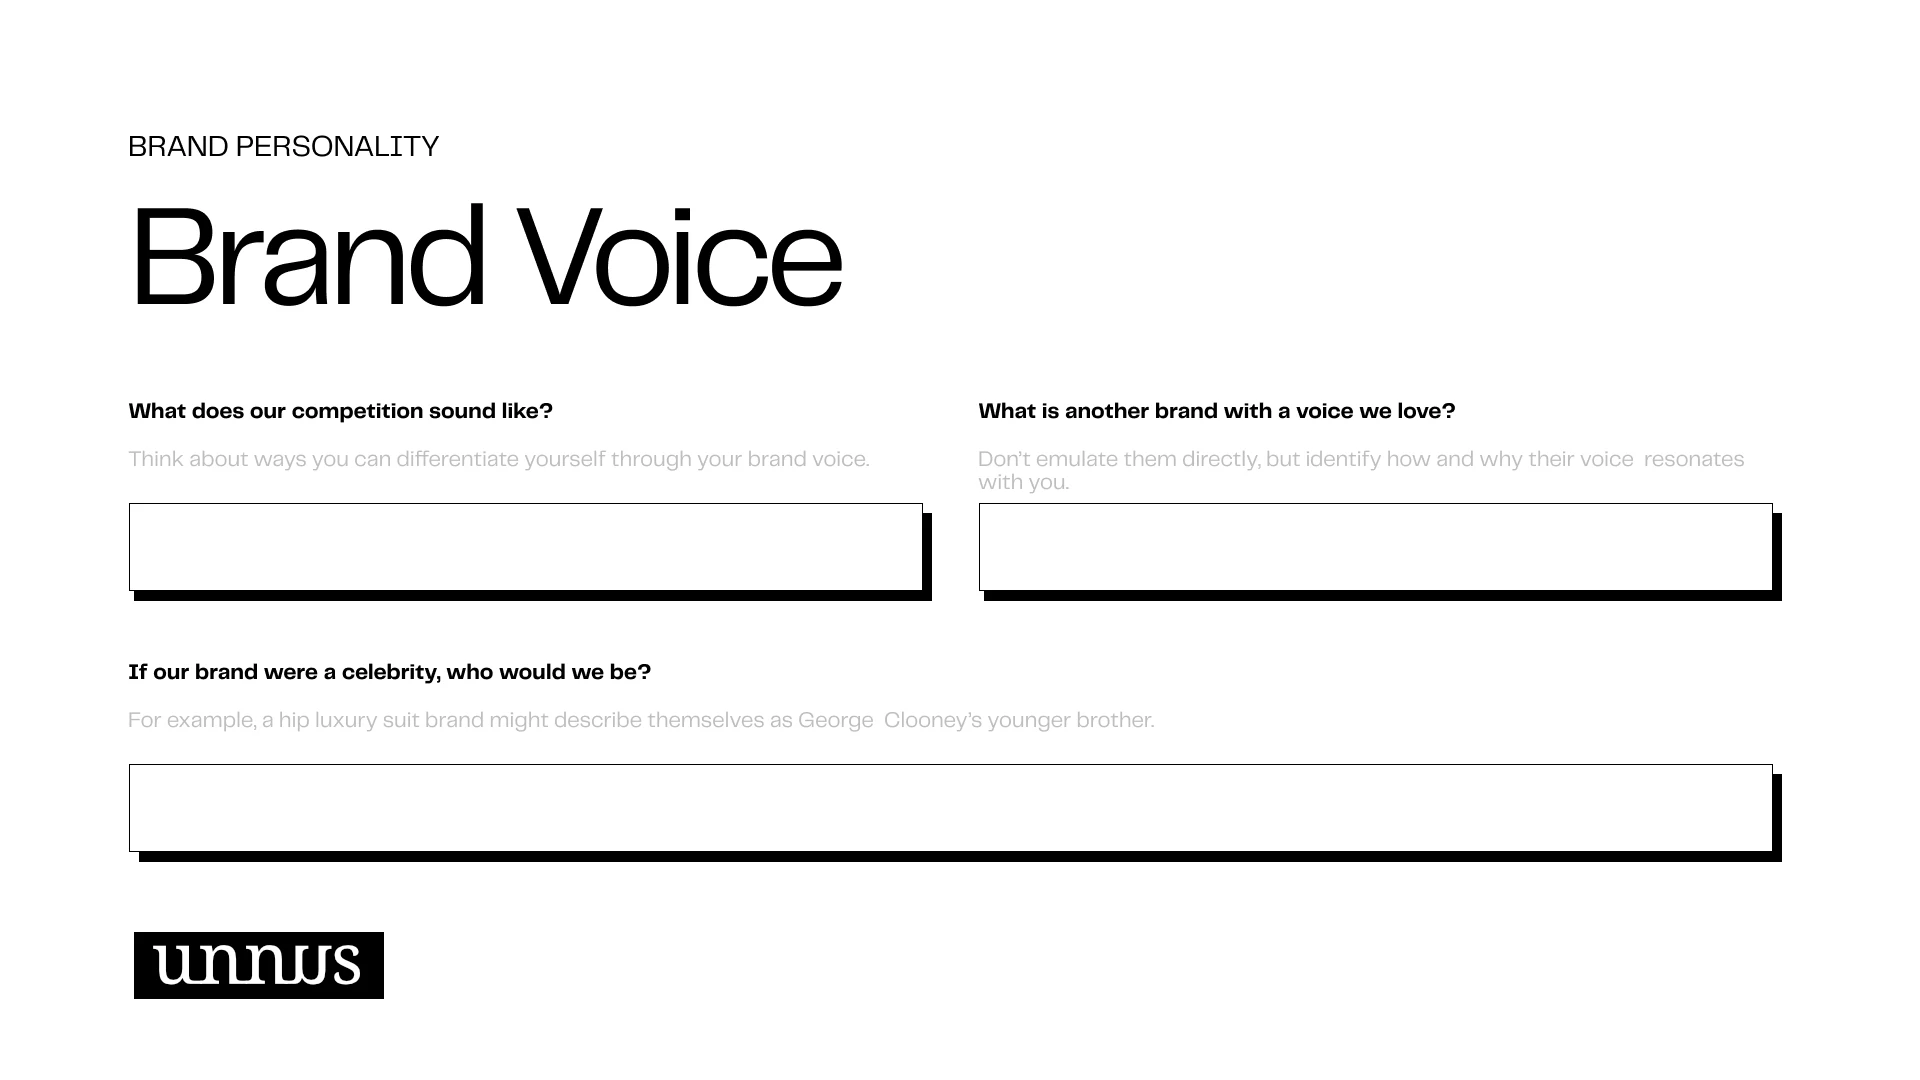 BRAND PERSONALITY
Brand Voice
What does our competition sound like?
Think about ways you can differentiate yourself through your brand voice.
What is another brand with a voice we love?
Don't emulate them directly, but identify how and why their voice  resonates
with you.
If our brand were a celebrity, who would we be?
For example, a hip luxury suit brand might describe themselves as George  Clooney's younger brother.
unnus